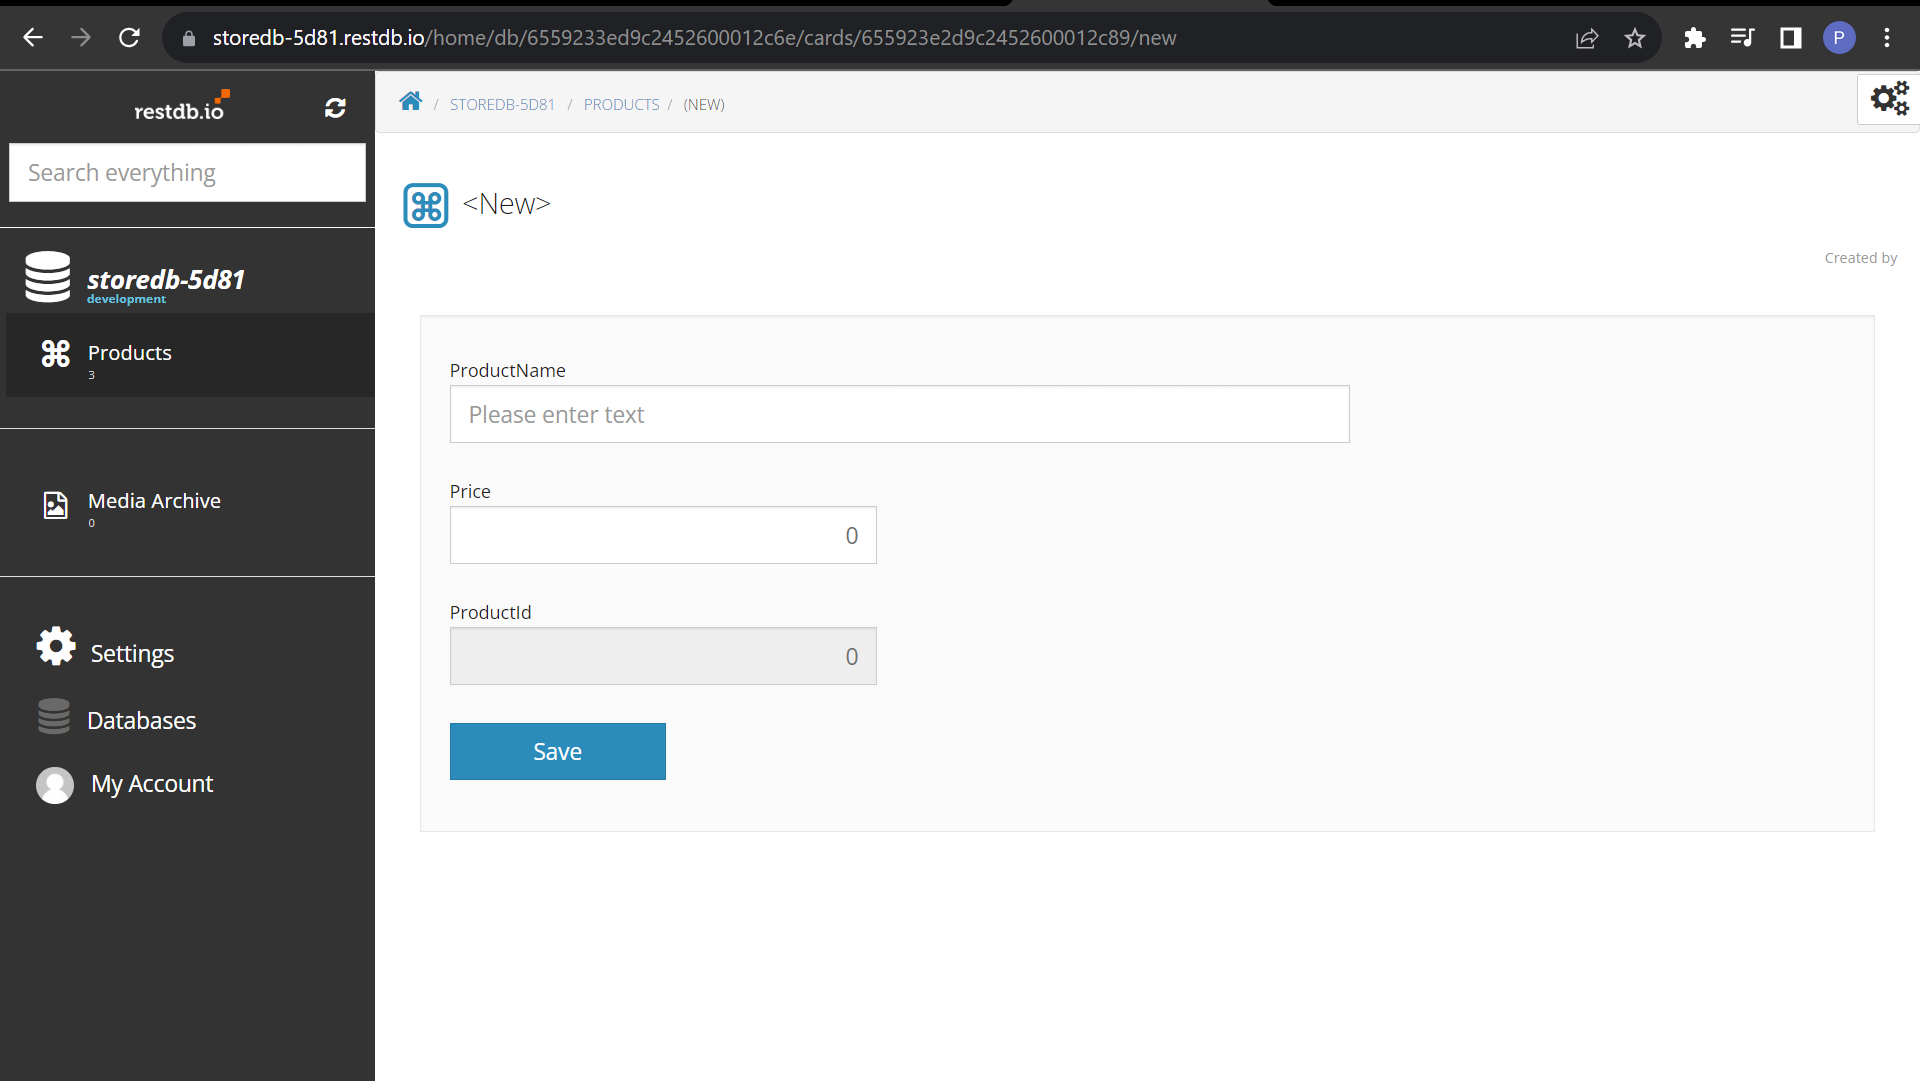 storedb-5d81.restdb.io/home/db/6559233ed9c2452600012c6e/cards/655923e2d9c2452600012c89/new
P
restdb.io
Search everything
storedb-5d81
development
Products
3
Media Archive
0
Settings
Databases
My Account
/ STOREDB-5D81 / PRODUCTS / (NEW)
<New>
Created by
ProductName
Please enter text
Price
0
ProductId
0
Save